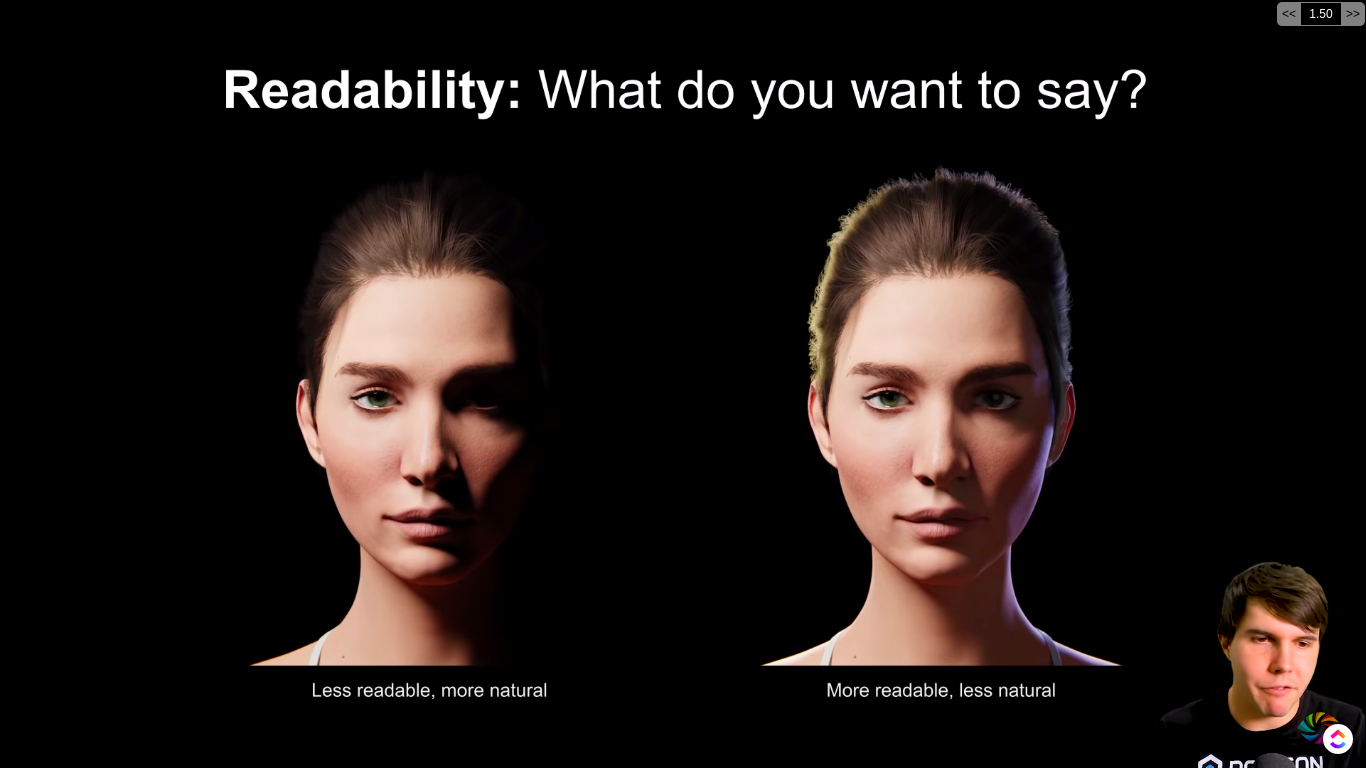 << 1.50 >>
Readability: What do you want to say?
Less readable, more natural
More readable, less natural